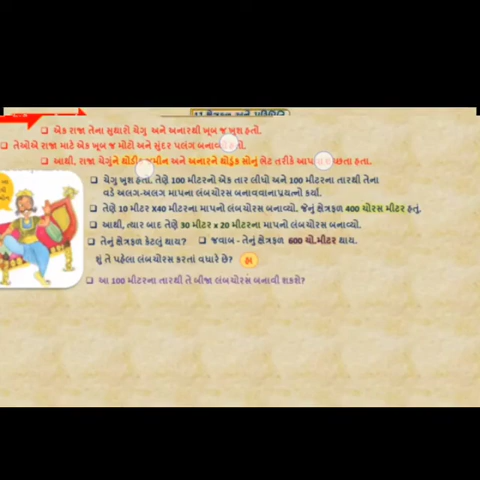 11 ક્ષેત્રફળ અને પરિમિતિ
❑ એક રાજા તેના સુથારો ચેગુ અને અનારથી ખૂબ જ ખુશ હતો.
❑ તેઓએ રાજા માટે એક ખૂબ જ મોટો અને સુંદર પલંગ બનાવ્યો હતો.
❑ આથી, રાજા ચેગુને થોડીક જમીન અને અનારને થોડુંક સોનું ભેટ તરીકે આપવા ઇચ્છતા હતા.
❑ ચેગુ ખુશ હતા. તેણે 100 મીટરનો એક તાર લીધો અને 100 મીટરના તારથી તેના
વડે અલગ-અલગ માપના લંબચોરસ બનાવવાના પ્રયત્નો કર્યા.
❑ તેણે 10 મીટર X40 મીટરના માપનો લંબચોરસ બનાવ્યો. જેનું ક્ષેત્રફળ 400 ચોરસ મીટર હતું.
❑ આથી, ત્યાર બાદ તેણે 30 મીટર x 20 મીટરના માપનો લંબચોરસ બનાવ્યો.
❑ તેનું ક્ષેત્રફળ કેટલું થાય? ❑ જવાબ - તેનું ક્ષેત્રફળ 600 ચો.મીટર થાય.
શું તે પહેલા લંબચોરસ કરતાં વધારે છે? હા
❑ આ 100 મીટરના તારથી તે બીજા લંબચોરસ બનાવી શકશે?